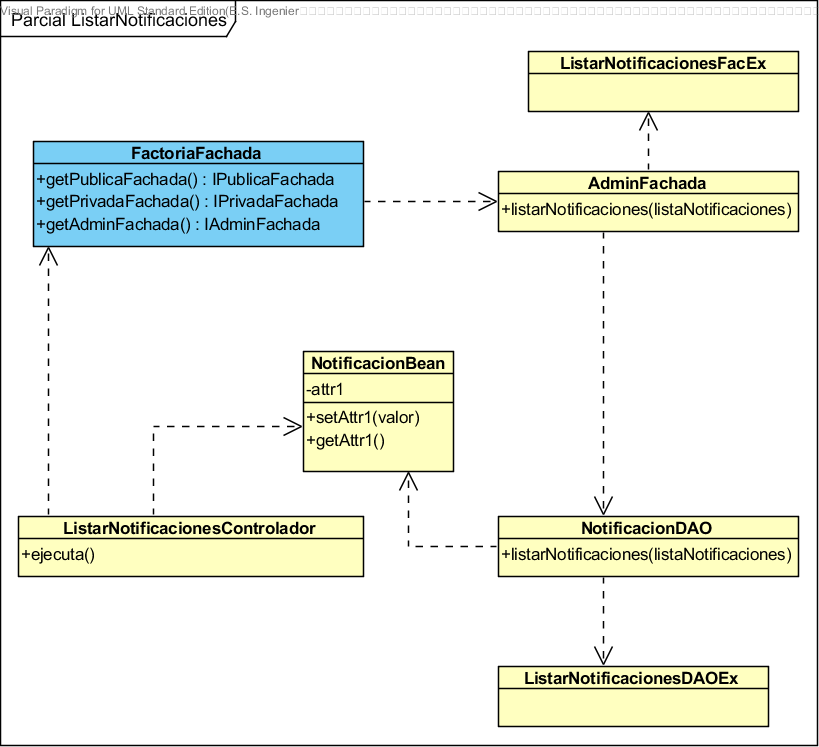 Visual Paradigm for UML Standard Edition(E.S. Ingenier
Parcial ListarNotificaciones
ListarNotificacionesFacEx
FactoriaFachada
+getPublicaFachada() : IPublicaFachada
+getPrivadaFachada() : IPrivadaFachada
+getAdminFachada() : IAdminFachada
AdminFachada
+listarNotificaciones(listaNotificaciones)
NotificacionBean
-attr1
+setAttr1(valor)
+getAttr1()
ListarNotificacionesControlador
+ejecuta()
NotificacionDAO
+listarNotificaciones(listaNotificaciones)
ListarNotificacionesDAOEx